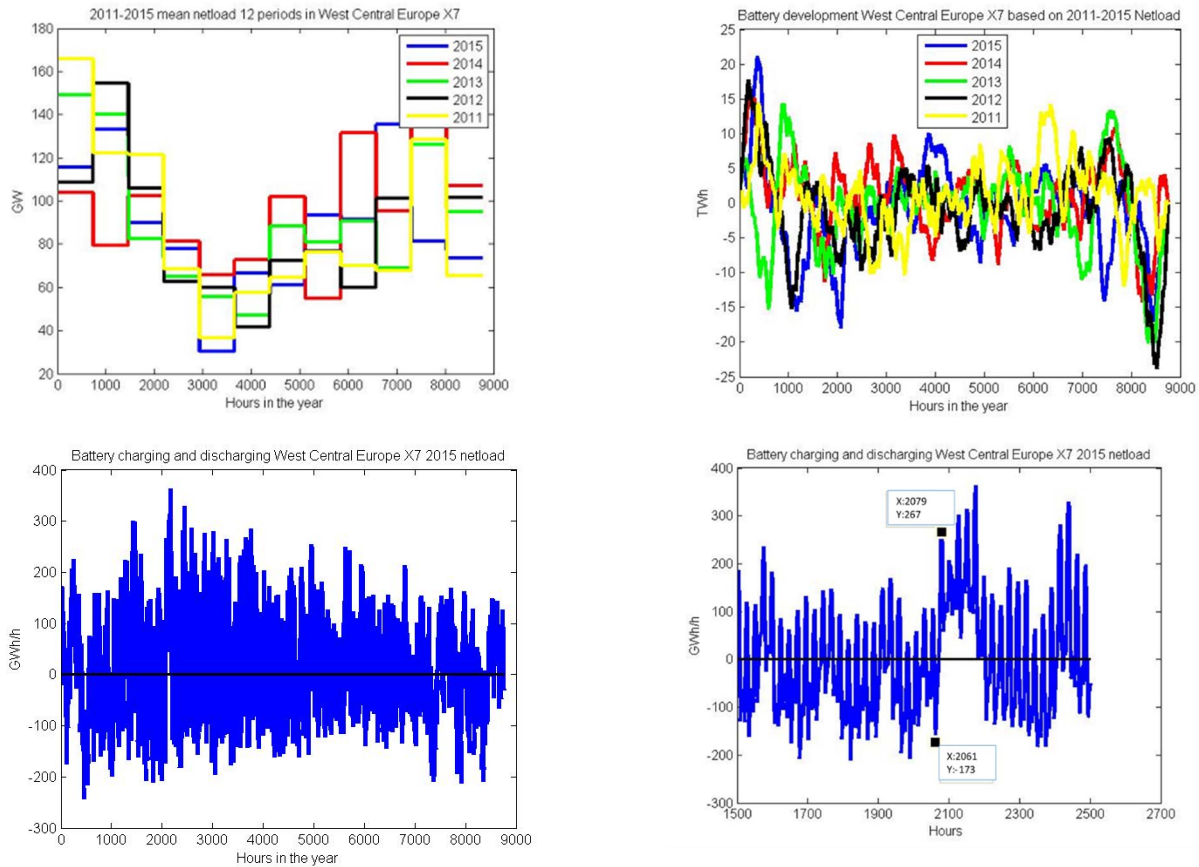 2011-2015 mean netload 12 periods in West Central Europe X7
180
160
140
120
100
80
60
40
20
GW
2015
2014
2013
2012
2011
0 1000 2000 3000 4000 5000 6000 7000 8000 9000
Hours in the year
Battery development West Central Europe X7 based on 2011-2015 Netload
25
20
15
10
5
0
-5
-10
-15
-20
-25
TWh
2015
2014
2013
2012
2011
0 1000 2000 3000 4000 5000 6000 7000 8000 9000
Hours in the year
Battery charging and discharging West Central Europe X7 2015 netload
400
300
200
100
0
-100
-200
-300
GWh/h
0 1000 2000 3000 4000 5000 6000 7000 8000 9000
Hours in the year
Battery charging and discharging West Central Europe X7 2015 netload
400
300
200
100
0
-100
-200
-300
GWh/h
X:2079
Y:267
X:2061
Y:-173
1500 1700 1900 2100 2300 2500 2700
Hours